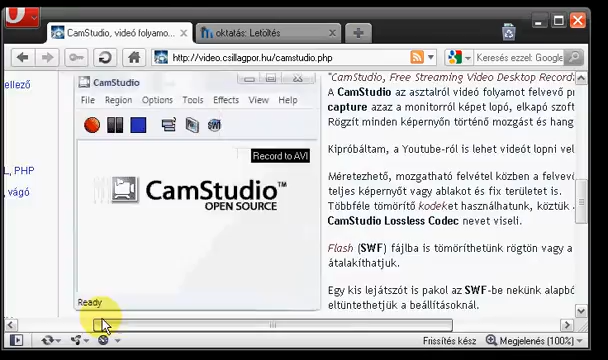 CamStudio, videó folyamo...
oktatás: Letöltés
http://video.csillagpor.hu/camstudio.php
Keresés ezzel: Google
ellező
L, PHP
, vágó
CamStudio
File Region Options Tools Effects View Help
Record to AVI
CamStudio™
OPEN SOURCE
Ready
"CamStudio, Free Streaming Video Desktop Record
A CamStudio az asztalról videó folyamot felvevő
capture azaz a monitorról képet lopó, elkapó szoft
Rögzít minden képernyőn történő mozgást és hang
Kipróbáltam, a Youtube-ról is lehet videót lopni vel
Méretezhető, mozgatható felvétel közben a felvev
teljes képernyőt vagy ablakot és fix területet is.
Többféle tömörítő kodeket használhatunk, köztük
CamStudio Lossless Codec nevet viseli.
Flash (SWF) fájlba is tömöríthetünk rögtön vagy a
átalakíthatjuk.
Egy kis lejátszót is pakol az SWF-be nekünk alapb
eltüntethetjük a beállításoknál.
Frissítés kész
Megjelenés (100%)